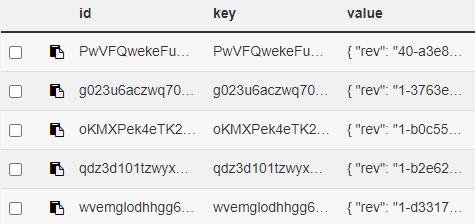 id key value
PwVFQwekeFu... PwVFQwekeFu... { "rev": "40-a3e8...
g023u6aczwq70... g023u6aczwq70... { "rev": "1-3763e...
oKMXPek4eTK2... oKMXPek4eTK2... { "rev": "1-b0c55...
qdz3d101tzwyx... qdz3d101tzwyx... { "rev": "1-b2e62...
wvemglodhhgg6... wvemglodhhgg6... { "rev": "1-d3317...